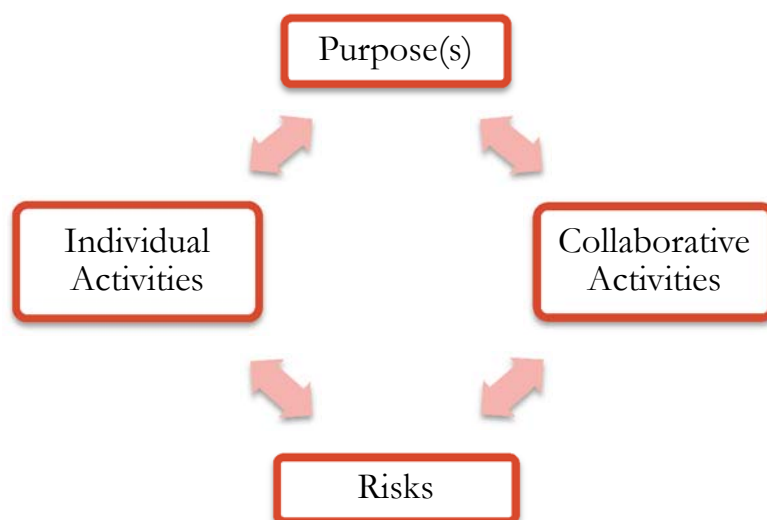 Purpose(s)
Individual
Activities
Collaborative
Activities
Risks